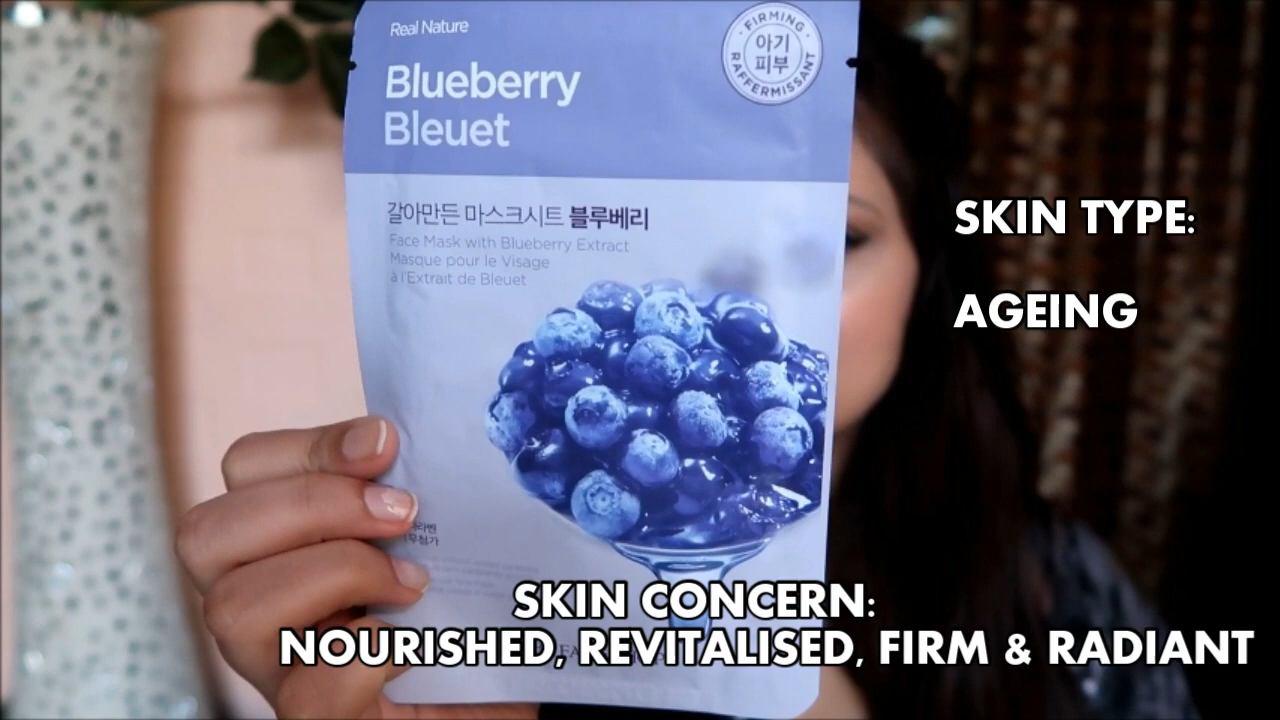 Real Nature
Blueberry
Bleuet
FIRMING
아기
피부
RAFFERMISSANT
갈아만든 마스크시트 블루베리
Face Mask with Blueberry Extract
Masque pour le Visage
à l'Extrait de Bleuet
SKIN TYPE:
AGEING
SKIN CONCERN:
NOURISHED, REVITALISED, FIRM & RADIANT